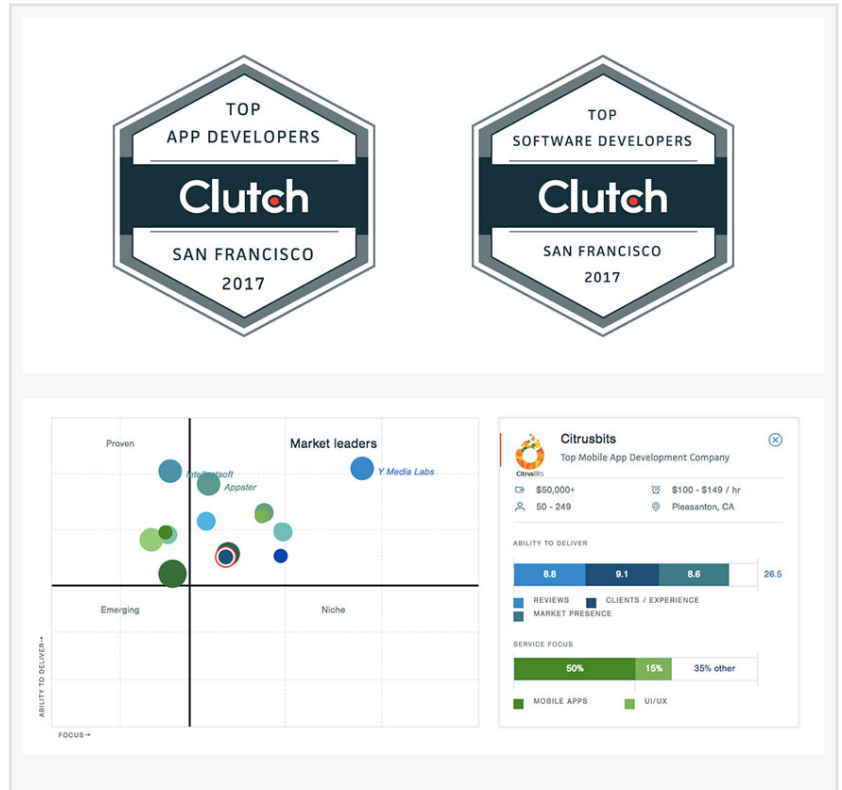 TOP
APP DEVELOPERS
Clutch
SAN FRANCISCO
2017
TOP
SOFTWARE DEVELOPERS
Clutch
SAN FRANCISCO
2017
Proven
Market leaders
Intellectsoft
Appster
Y Media Labs
Emerging
Niche
ABILITY TO DELIVER→
FOCUS→
CitrusBits
Citrusbits
Top Mobile App Development Company
$50,000+
$100 - $149 / hr
50 - 249
Pleasanton, CA
ABILITY TO DELIVER
8.8
9.1
8.6
26.5
REVIEWS
CLIENTS / EXPERIENCE
MARKET PRESENCE
SERVICE FOCUS
50%
15%
35% other
MOBILE APPS
UI/UX